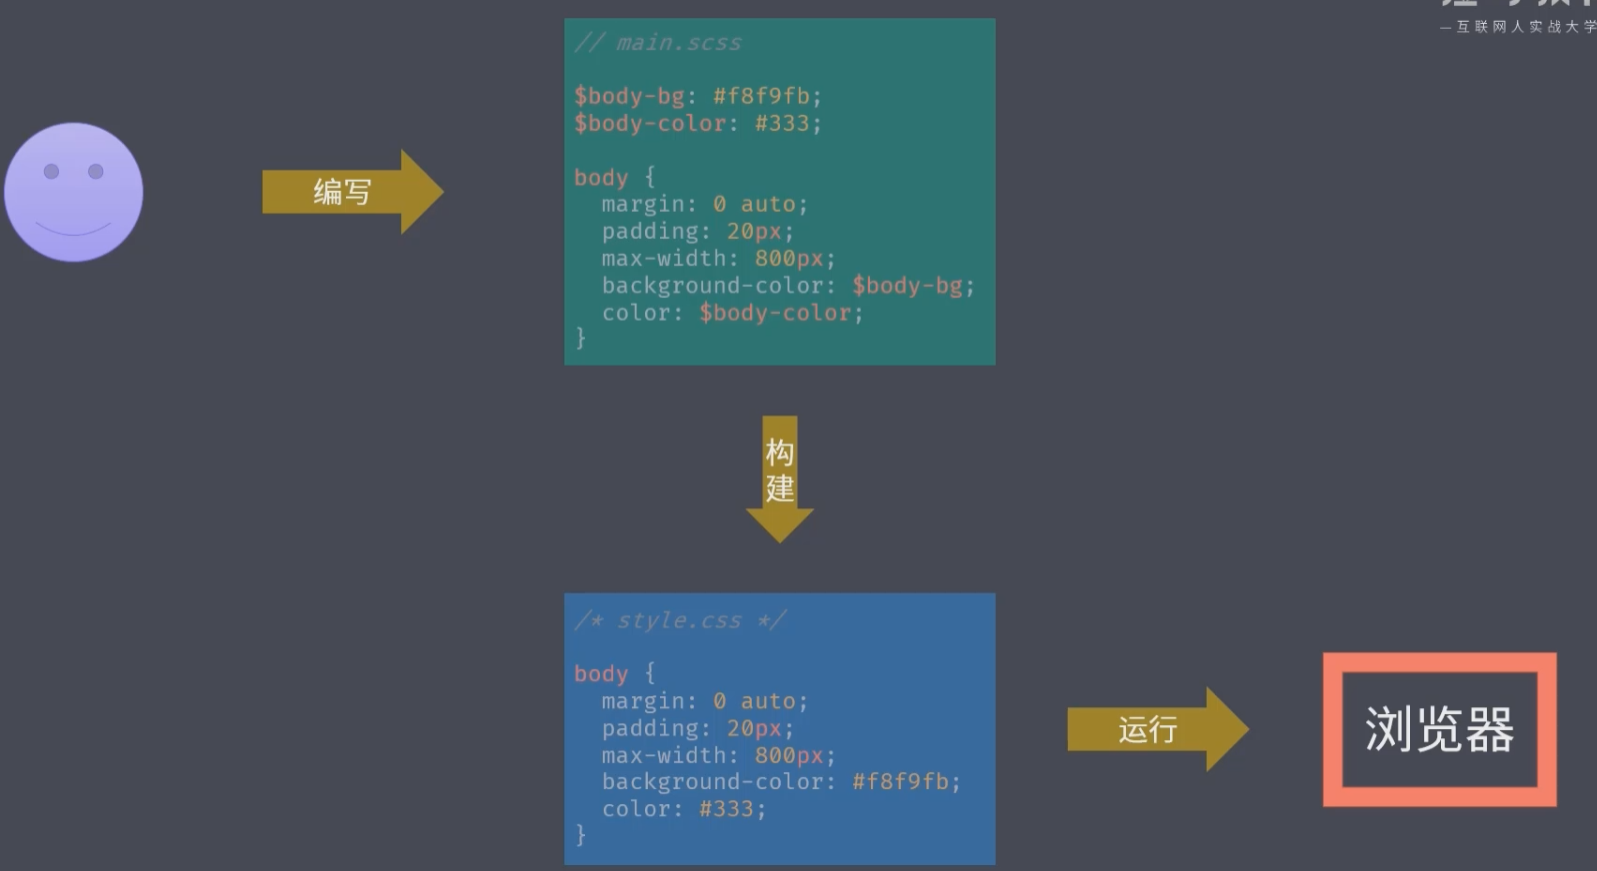 —互联网人实战大学
// main.scss
$body-bg: #f8f9fb;
$body-color: #333;
body {
  margin: 0 auto;
  padding: 20px;
  max-width: 800px;
  background-color: $body-bg;
  color: $body-color;
}
编写
构
建
/* style.css */
body {
  margin: 0 auto;
  padding: 20px;
  max-width: 800px;
  background-color: #f8f9fb;
  color: #333;
}
运行
浏览器